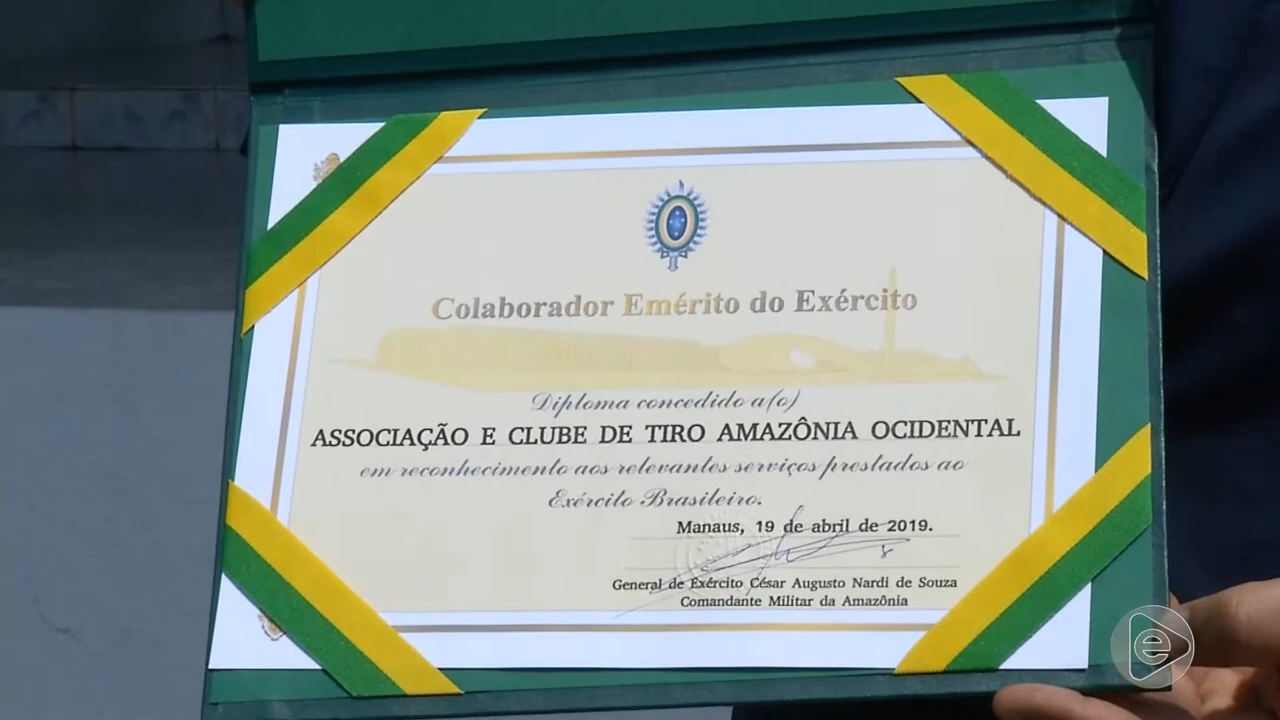 Colaborador Emérito do Exército
Diploma concedido a(o)
ASSOCIAÇÃO E CLUBE DE TIRO AMAZÔNIA OCIDENTAL
em reconhecimento aos relevantes serviços prestados ao
Exército Brasileiro.
Manaus, 19 de abril de 2019.
General de Exército César Augusto Nardi de Souza
Comandante Militar da Amazônia
e